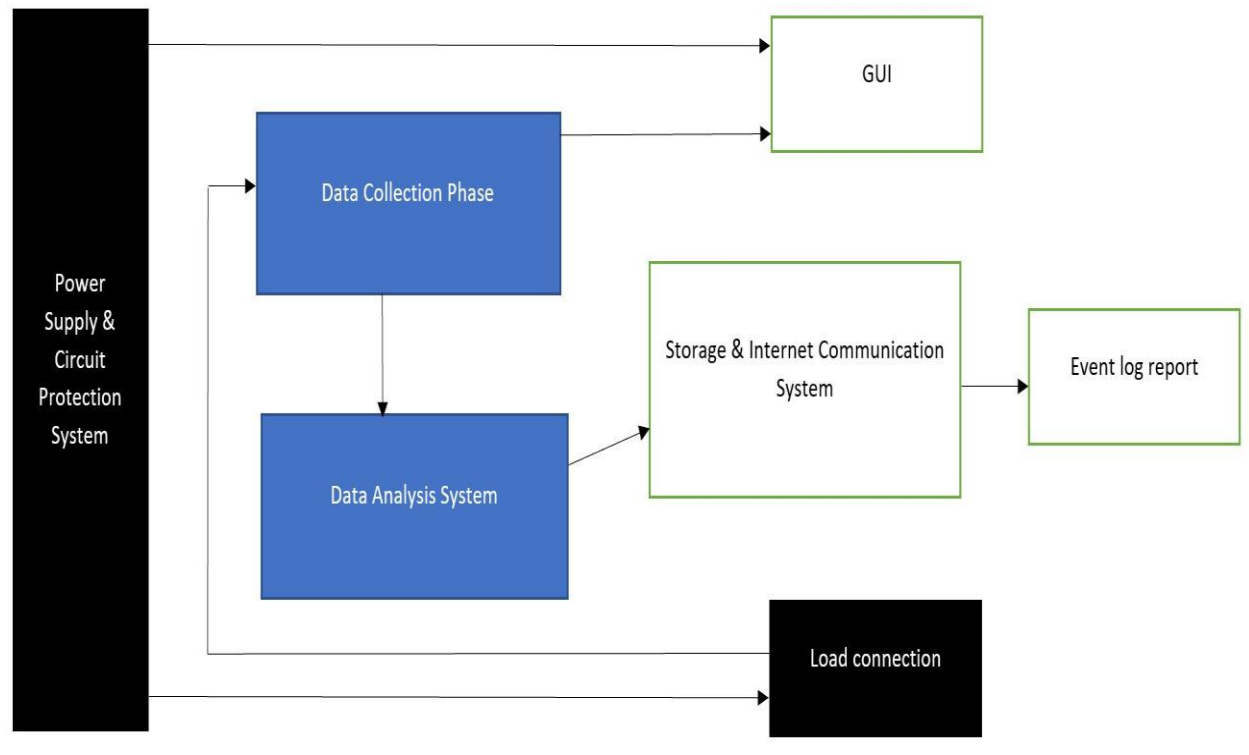 Power
Supply &
Circuit
Protection
System
GUI
Data Collection Phase
Storage & Internet Communication
System
Event log report
Data Analysis System
Load connection